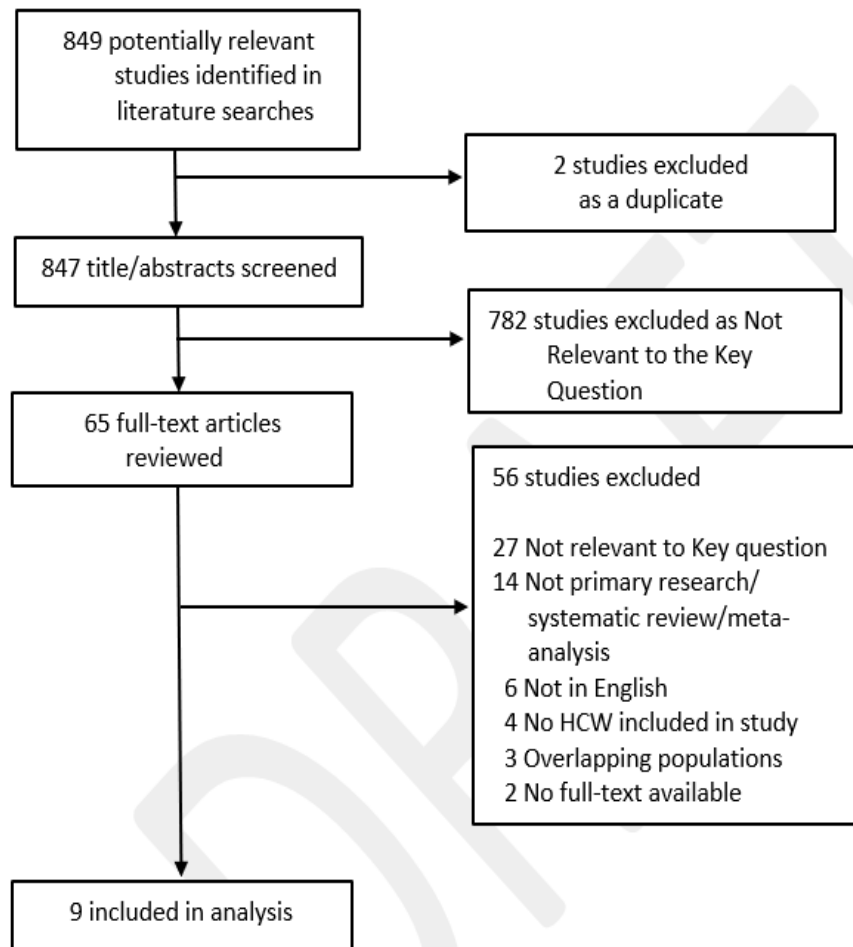 849 potentially relevant
studies identified in
literature searches
2 studies excluded
as a duplicate
847 title/abstracts screened
782 studies excluded as Not
Relevant to the Key
Question
65 full-text articles
reviewed
56 studies excluded
27 Not relevant to Key question
14 Not primary research/
systematic review/meta-
analysis
6 Not in English
4 No HCW included in study
3 Overlapping populations
2 No full-text available
9 included in analysis